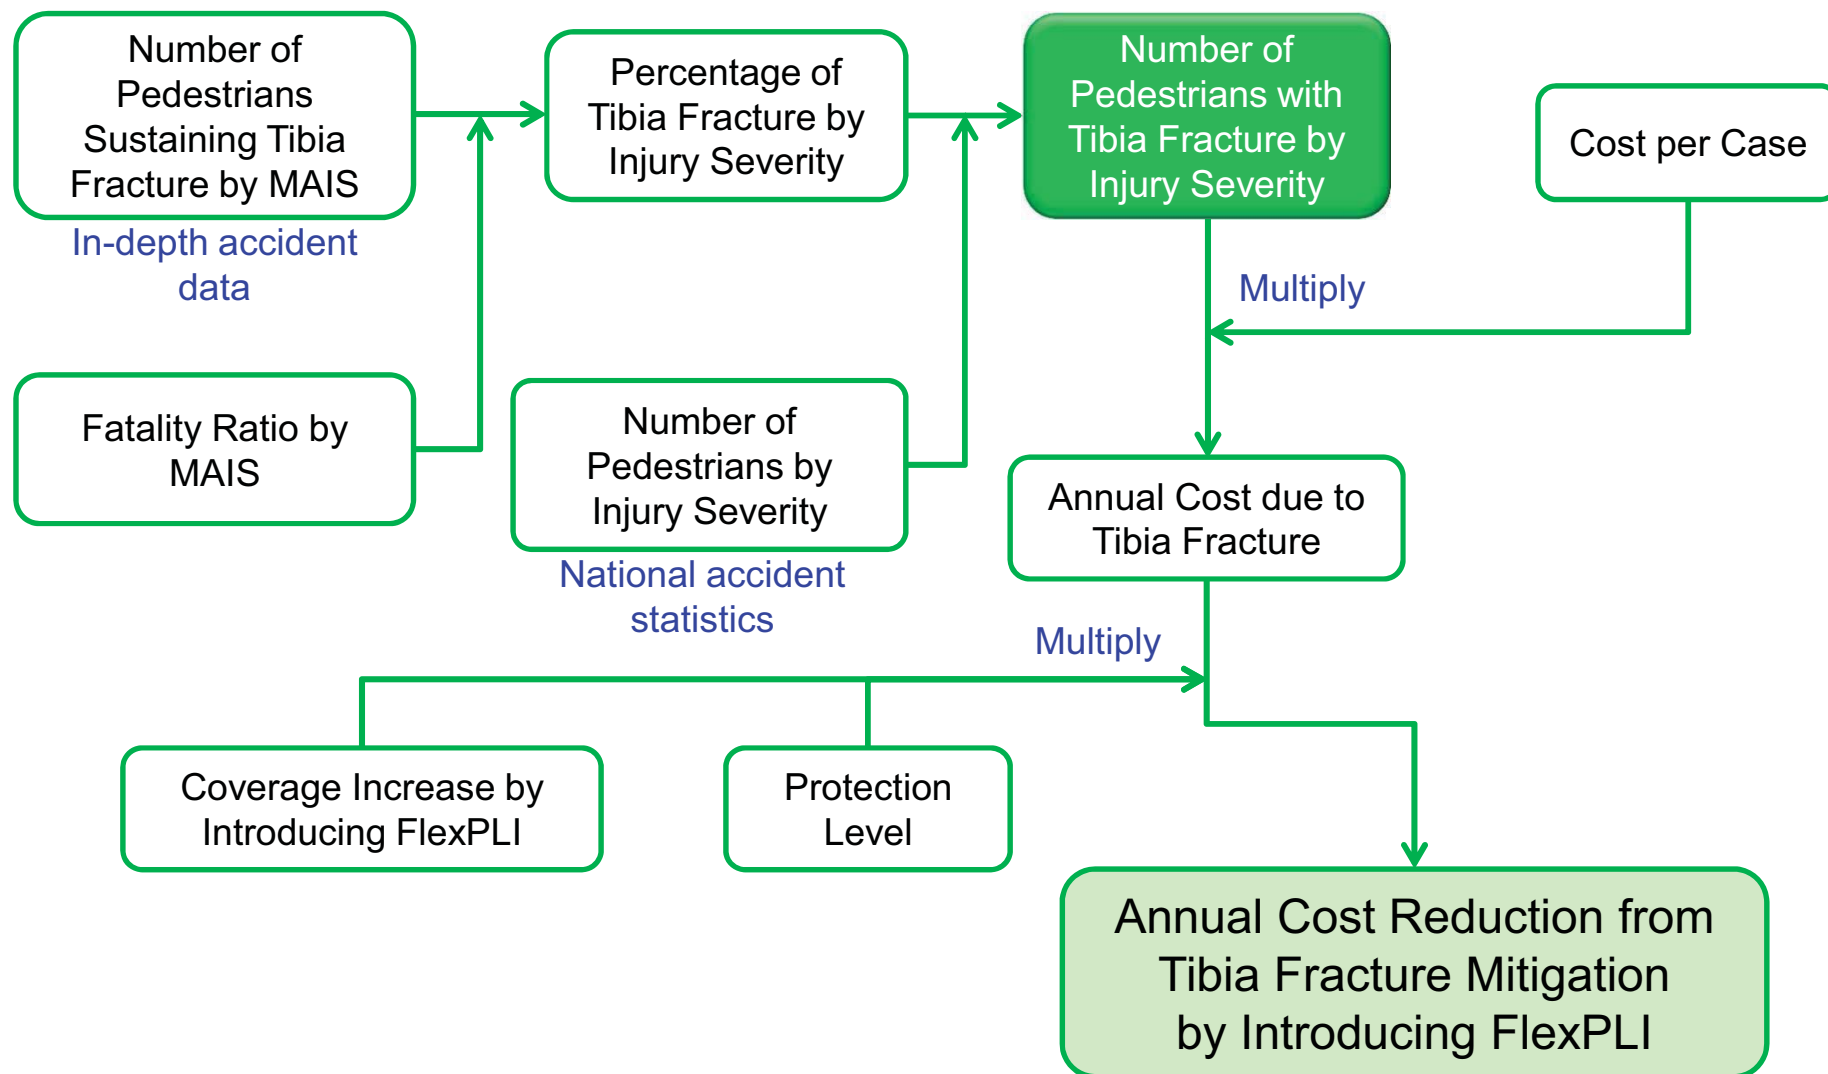 Number of
Pedestrians
Sustaining Tibia
Fracture by MAIS
In-depth accident
data
Percentage of
Tibia Fracture by
Injury Severity
Number of
Pedestrians with
Tibia Fracture by
Injury Severity
Cost per Case
Multiply
Fatality Ratio by
MAIS
Number of
Pedestrians by
Injury Severity
National accident
statistics
Annual Cost due to
Tibia Fracture
Multiply
Coverage Increase by
Introducing FlexPLI
Protection
Level
Annual Cost Reduction from
Tibia Fracture Mitigation
by Introducing FlexPLI